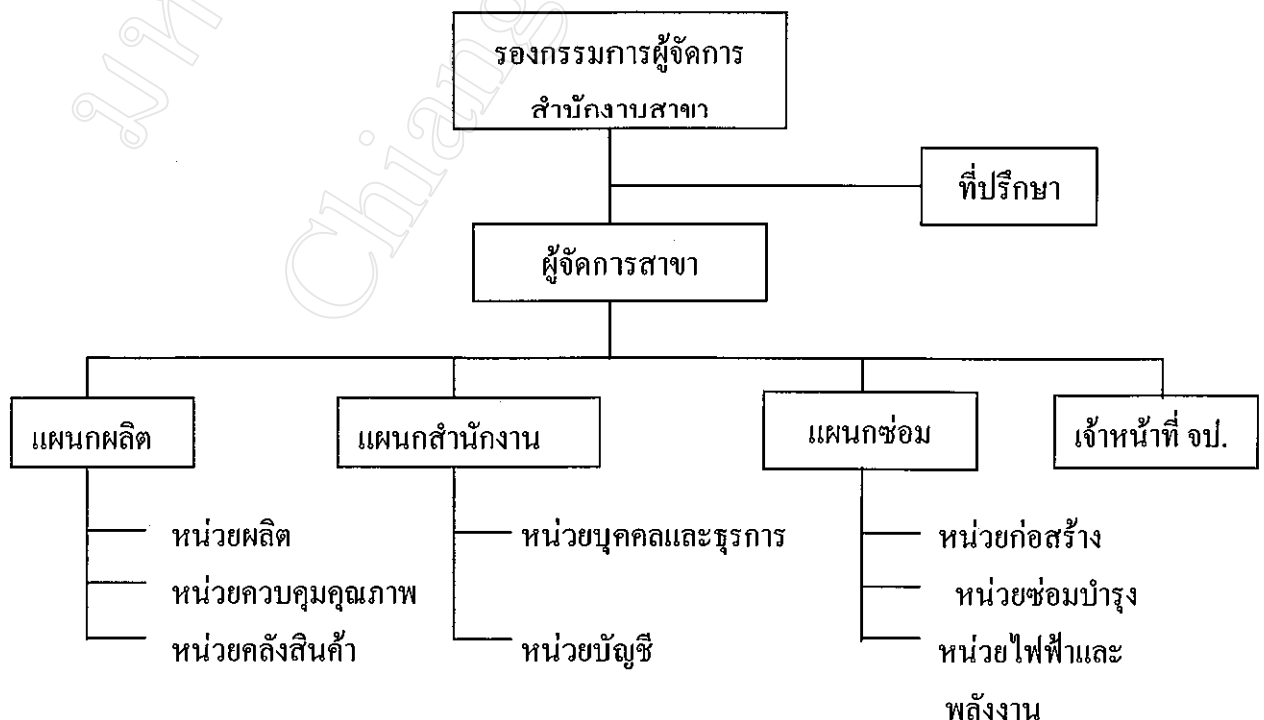 รองกรรมการผู้จัดการ
สำนักงานสาขา
ที่ปรึกษา
ผู้จัดการสาขา
แผนกผลิต
แผนกสำนักงาน
แผนกซ่อม
เจ้าหน้าที่ จป.
หน่วยผลิต
หน่วยควบคุมคุณภาพ
หน่วยคลังสินค้า
หน่วยบุคคลและธุรการ
หน่วยบัญชี
หน่วยก่อสร้าง
หน่วยซ่อมบำรุง
หน่วยไฟฟ้าและ
พลังงาน
Chiang